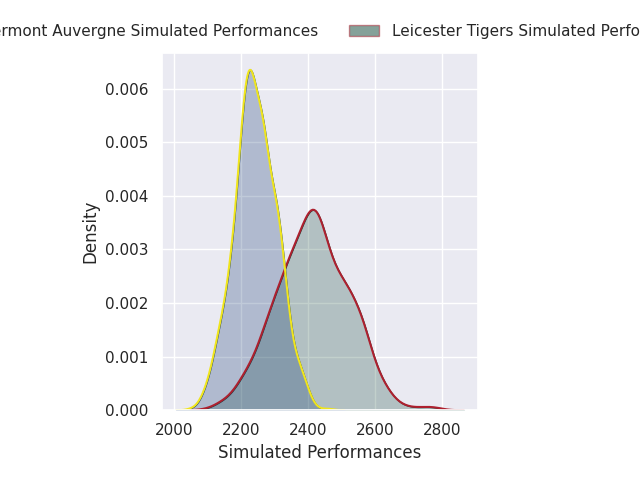 ermont Auvergne Simulated Performances
Leicester Tigers Simulated Perfo
0.006
0.005
0.004
0.003
0.002
0.001
0.000
Density
2000 2200 2400 2600 2800
Simulated Performances